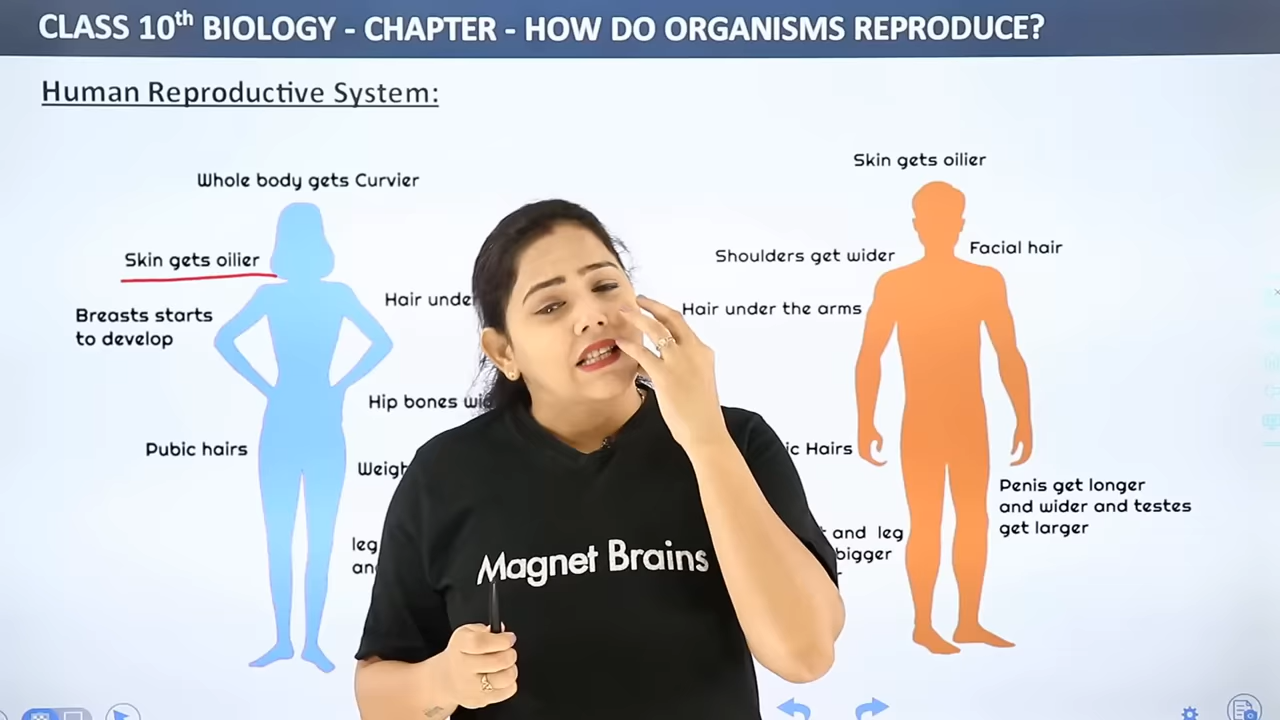 CLASS 10th BIOLOGY - CHAPTER - HOW DO ORGANISMS REPRODUCE?
Human Reproductive System:
Whole body gets Curvier
Skin gets oilier
Breasts starts
to develop
Hair under
Hip bones
Pubic hairs
leg
Skin gets oilier
Shoulders get wider
Facial hair
Hair under the arms
Hairs
Penis get longer
and wider and testes
get larger
and leg
bigger
Magnet Brains